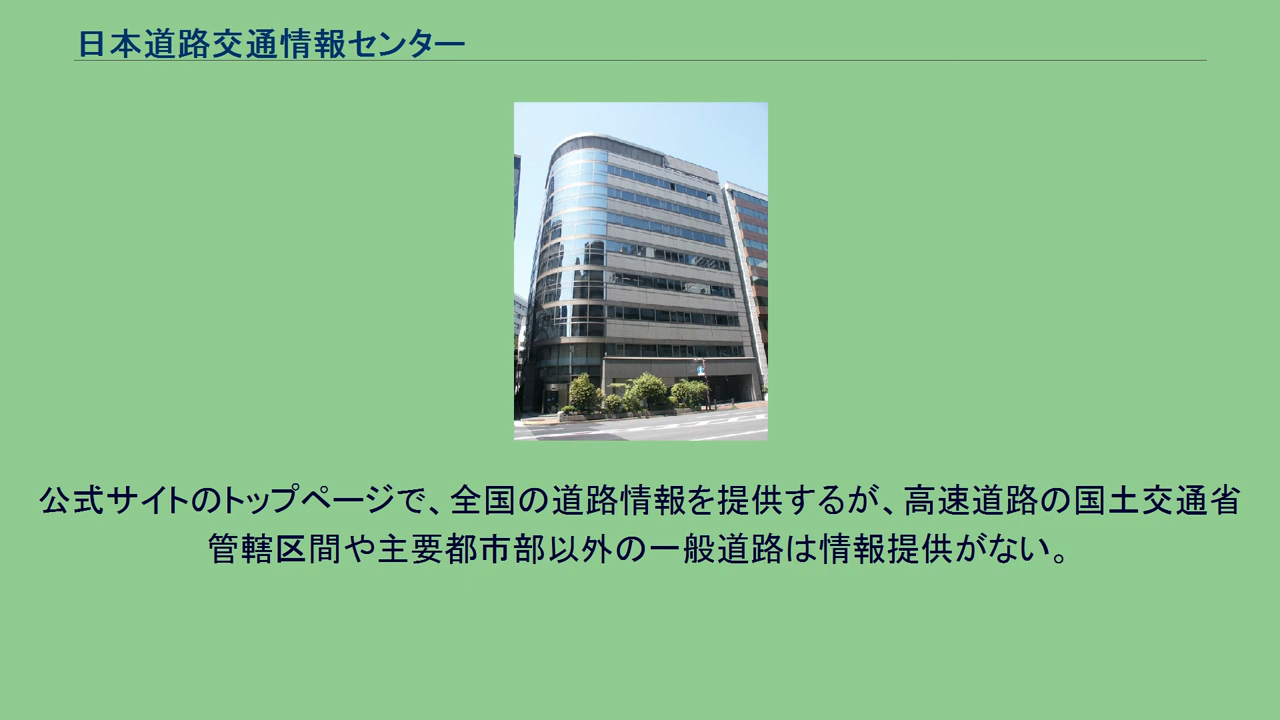 日本道路交通情報センター
公式サイトのトップページで、全国の道路情報を提供するが、高速道路の国土交通省
管轄区間や主要都市部以外の一般道路は情報提供がない。